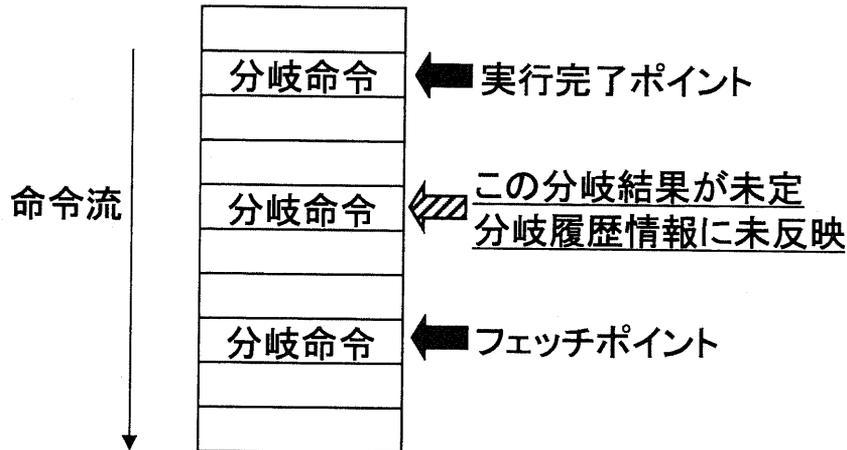 分岐命令
実行完了ポイント
命令流
分岐命令
この分岐結果が未定
分岐履歴情報に未反映
分岐命令
フェッチポイント